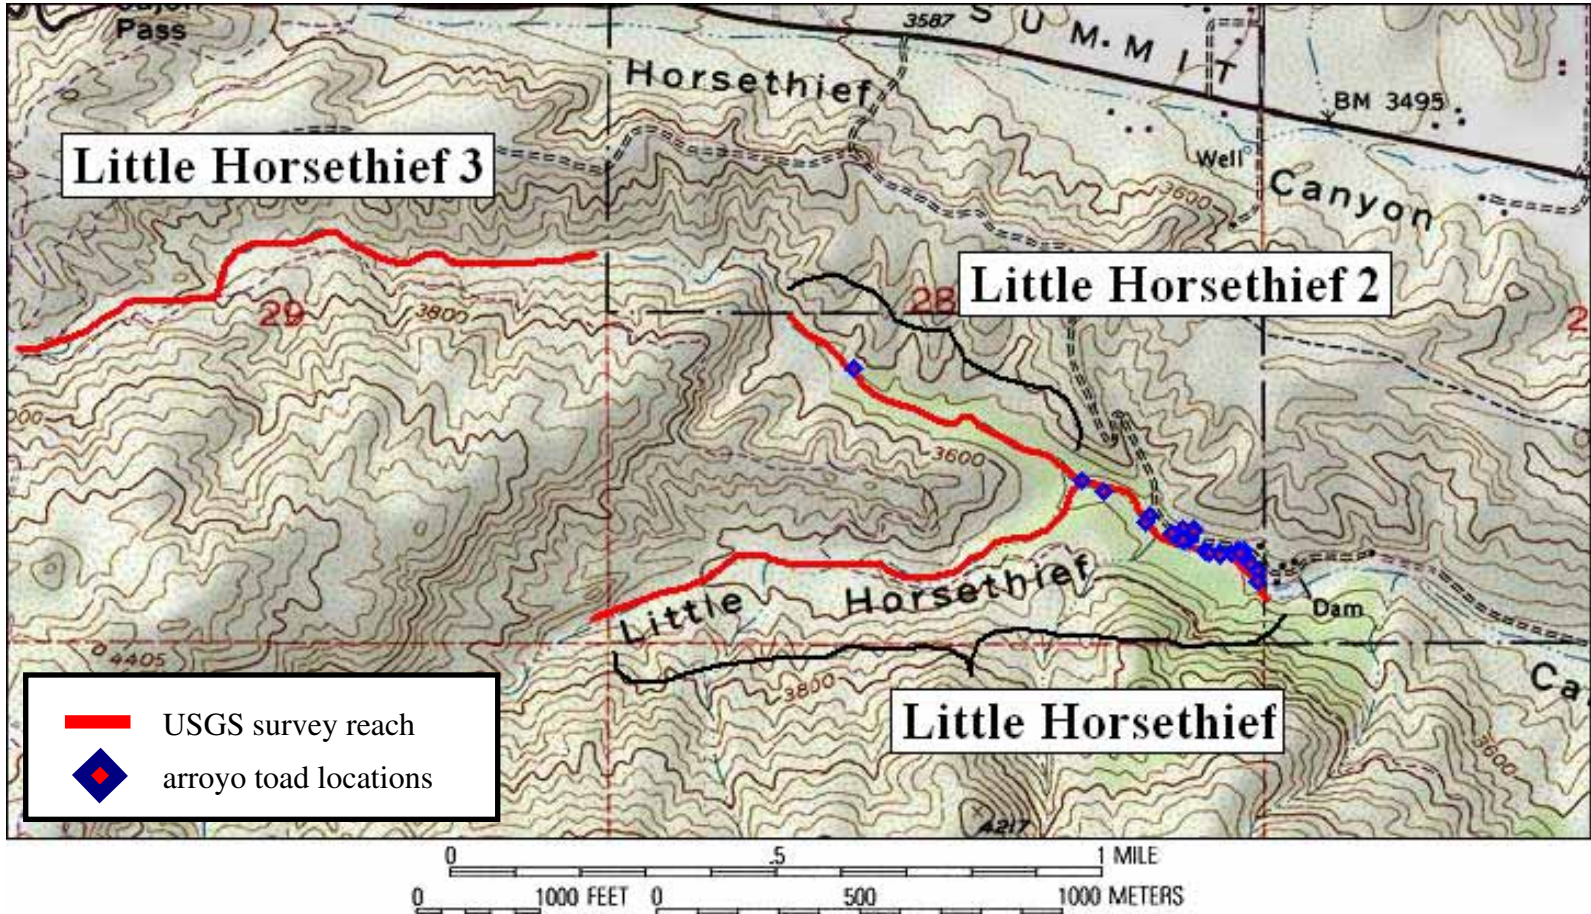 Pass
3587
SUMMIT
Horsethief
BM 3495
Well
Canyon
3600
Little Horsethief 3
Little Horsethief 2
28
29
3800
3600
Little Horsethief
Dam
4405
3800
Ca
Little Horsethief
3600
4217
USGS survey reach
arroyo toad locations
0 .5 1 MILE
0 1000 FEET 0 500 1000 METERS